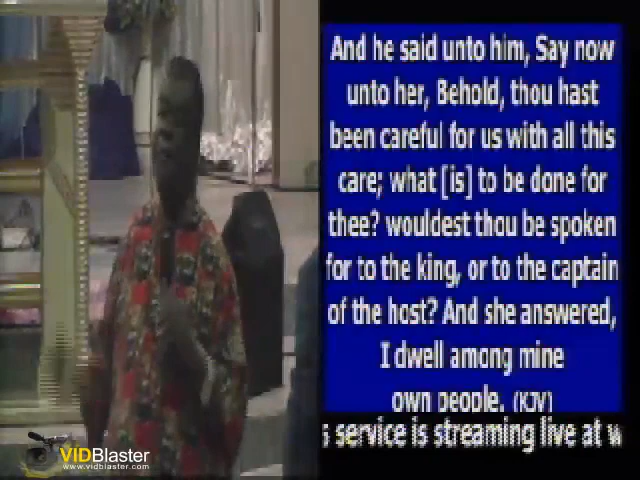 And he said unto him, Say now
unto her, Behold, thou hast
been careful for us with all this
care; what [is] to be done for
thee? wouldest thou be spoken
for to the king, or to the captain
of the host? And she answered,
I dwell among mine
own people. (KJV)
s service is streaming live at w
VIDBlaster
www.vidblaster.com